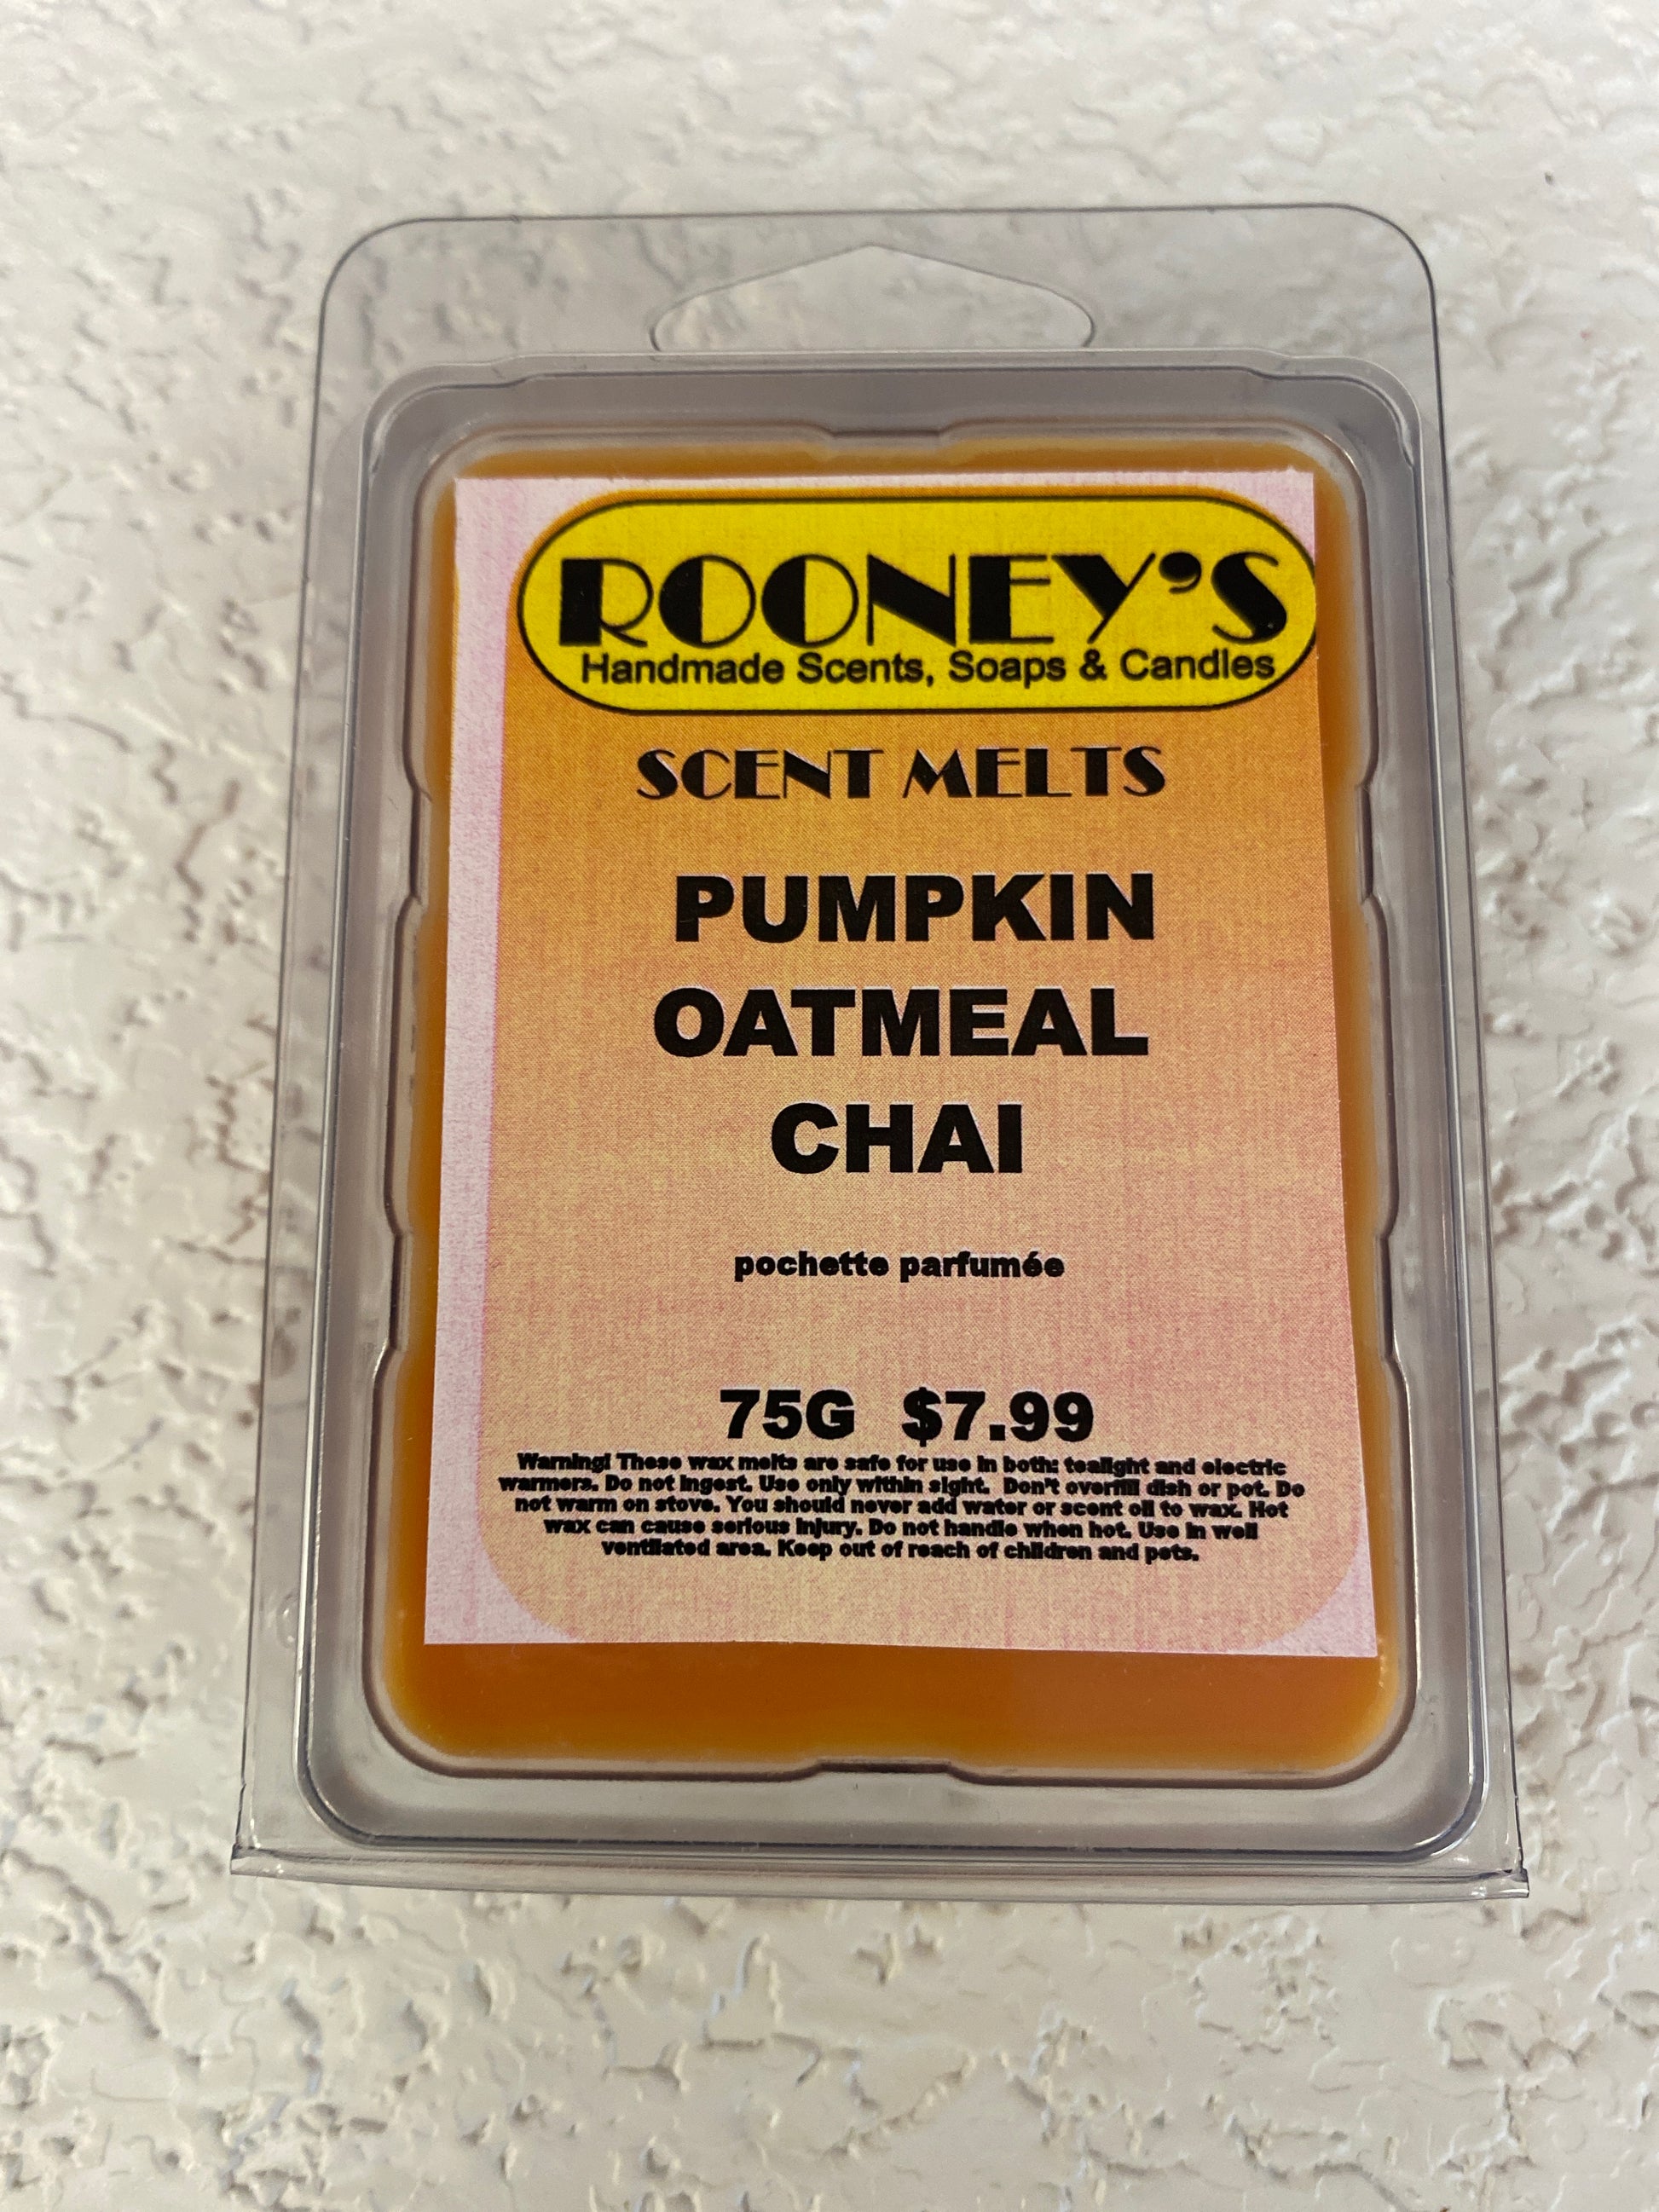 ROONEY'S
Handmade Scents, Soaps & Candles
SCENT MELTS
PUMPKIN
OATMEAL
CHAI
pochette parfumée
75G $7.99
Warning! These wax melts are safe for use in both: tealight and electric
warmers. Do not ingest. Use only within sight. Don't overfill dish or pot. Do
not warm on stove. You should never add water or scent oil to wax. Hot
wax can cause serious injury. Do not handle when hot. Use in well
ventilated area. Keep out of reach of children and pets.